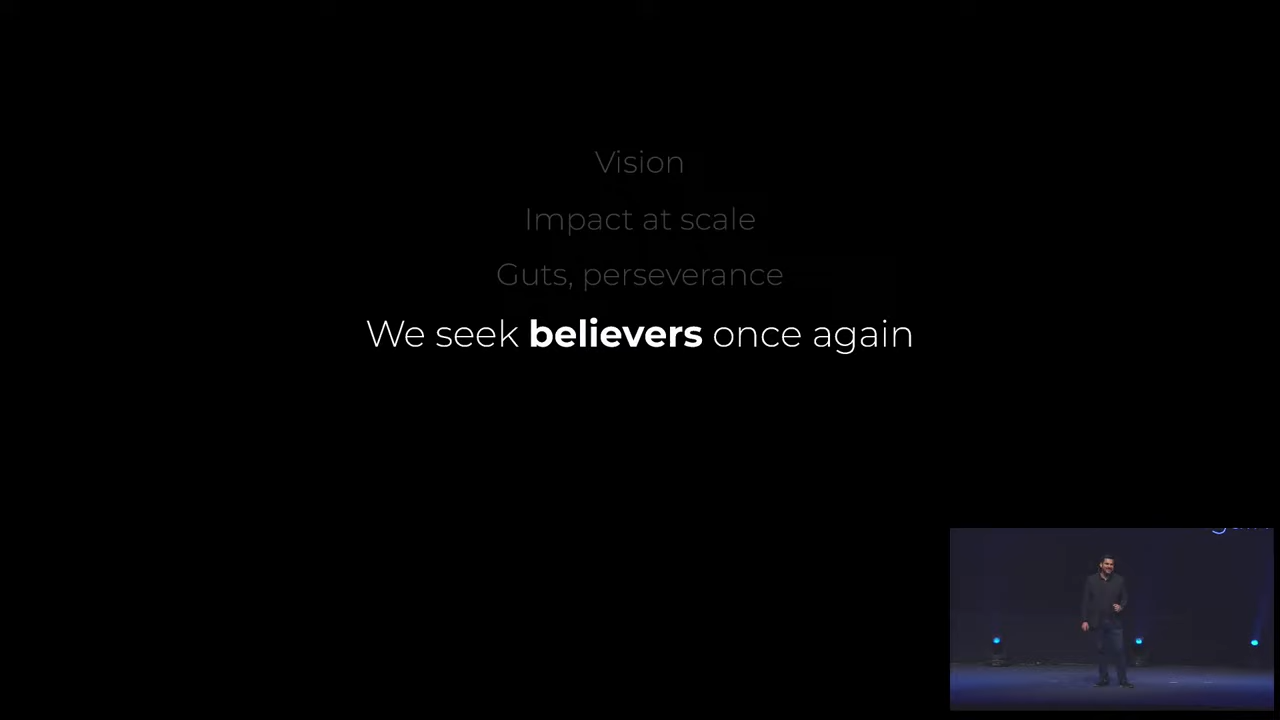 Vision
Impact at scale
Guts, perseverance
We seek believers once again